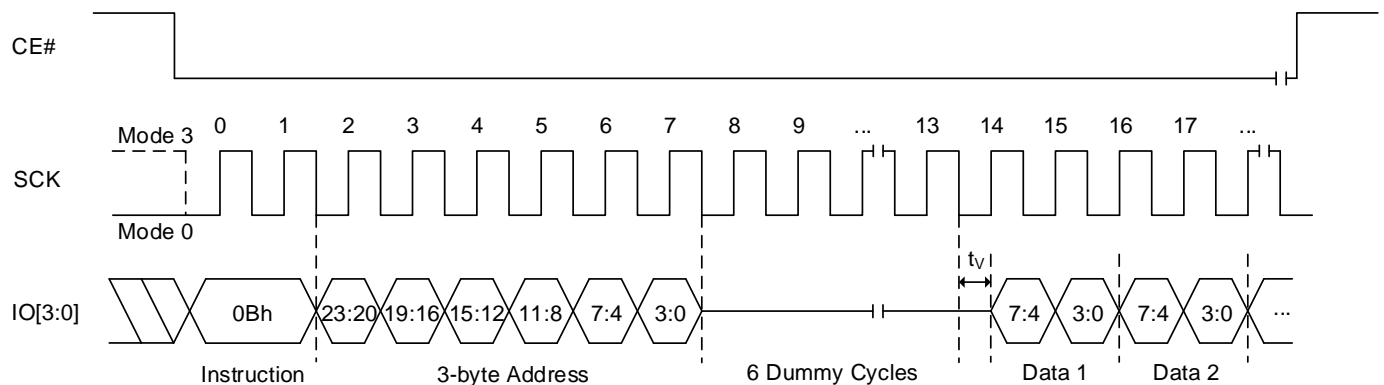 CE#
0 1 2 3 4 5 6 7 8 9 ... 13 14 15 16 17 ...
Mode 3
SCK
Mode 0
tV
IO[3:0] 0Bh 23:20 19:16 15:12 11:8 7:4 3:0 7:4 3:0 7:4 3:0 ...
Instruction 3-byte Address 6 Dummy Cycles Data 1 Data 2